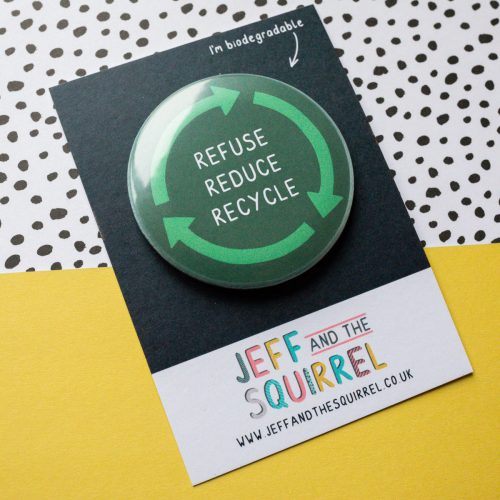 I'm biodegradable
REFUSE
REDUCE
RECYCLE
JEFF AND THE
SQUIRREL
WWW.JEFFANDTHESQUIRREL.CO.UK